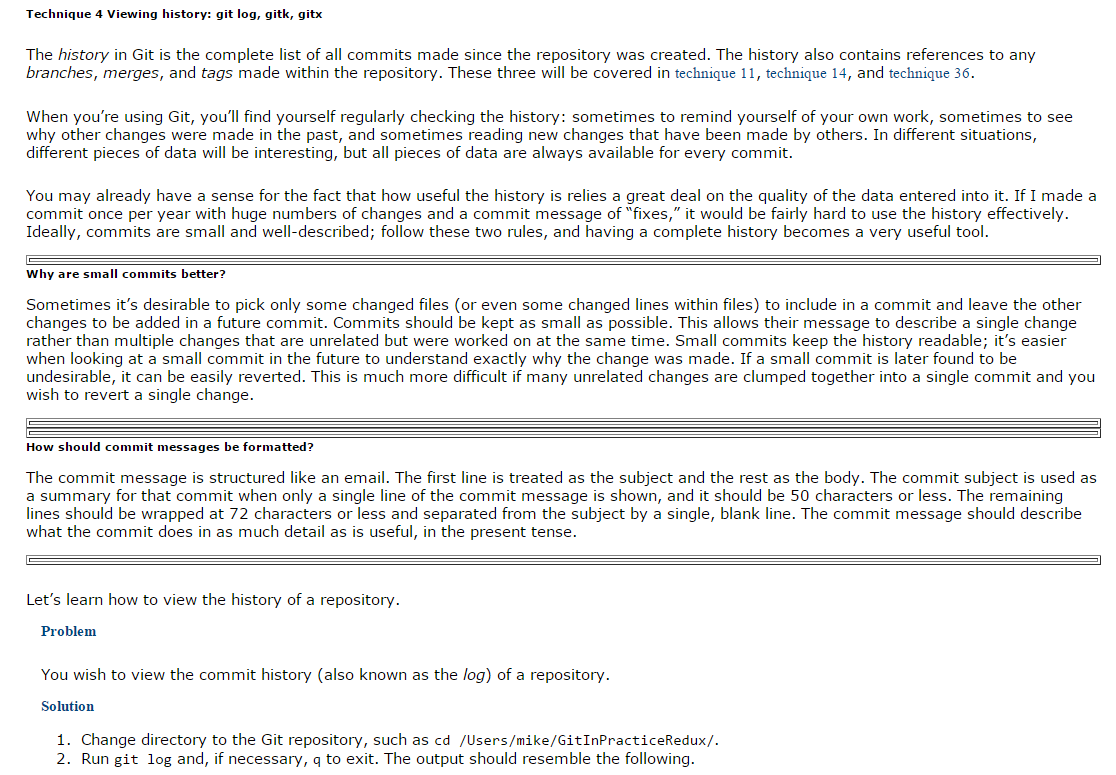 Technique 4 Viewing history: git log, gitk, gitx
The history in Git is the complete list of all commits made since the repository was created. The history also contains references to any
branches, merges, and tags made within the repository. These three will be covered in technique 11, technique 14, and technique 36.
When you’re using Git, you’ll find yourself regularly checking the history: sometimes to remind yourself of your own work, sometimes to see
why other changes were made in the past, and sometimes reading new changes that have been made by others. In different situations,
different pieces of data will be interesting, but all pieces of data are always available for every commit.
You may already have a sense for the fact that how useful the history is relies a great deal on the quality of the data entered into it. If I made a
commit once per year with huge numbers of changes and a commit message of “fixes,” it would be fairly hard to use the history effectively.
Ideally, commits are small and well-described; follow these two rules, and having a complete history becomes a very useful tool.
Why are small commits better?
Sometimes it’s desirable to pick only some changed files (or even some changed lines within files) to include in a commit and leave the other
changes to be added in a future commit. Commits should be kept as small as possible. This allows their message to describe a single change
rather than multiple changes that are unrelated but were worked on at the same time. Small commits keep the history readable; it’s easier
when looking at a small commit in the future to understand exactly why the change was made. If a small commit is later found to be
undesirable, it can be easily reverted. This is much more difficult if many unrelated changes are clumped together into a single commit and you
wish to revert a single change.
How should commit messages be formatted?
The commit message is structured like an email. The first line is treated as the subject and the rest as the body. The commit subject is used as
a summary for that commit when only a single line of the commit message is shown, and it should be 50 characters or less. The remaining
lines should be wrapped at 72 characters or less and separated from the subject by a single, blank line. The commit message should describe
what the commit does in as much detail as is useful, in the present tense.
Let’s learn how to view the history of a repository.
Problem
You wish to view the commit history (also known as the log) of a repository.
Solution
1. Change directory to the Git repository, such as cd /Users/mike/GitInPracticeRedux/.
2. Run git log and, if necessary, q to exit. The output should resemble the following.